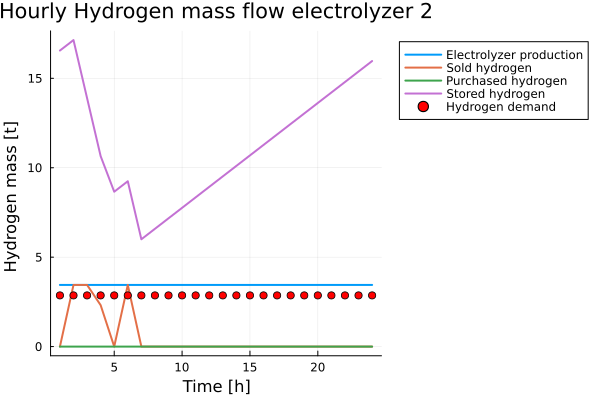 Hourly Hydrogen mass flow electrolyzer 2
Electrolyzer production
Sold hydrogen
Purchased hydrogen
Stored hydrogen
Hydrogen demand
Hydrogen mass [t]
15
10
5
0
5
10
15
20
Time [h]